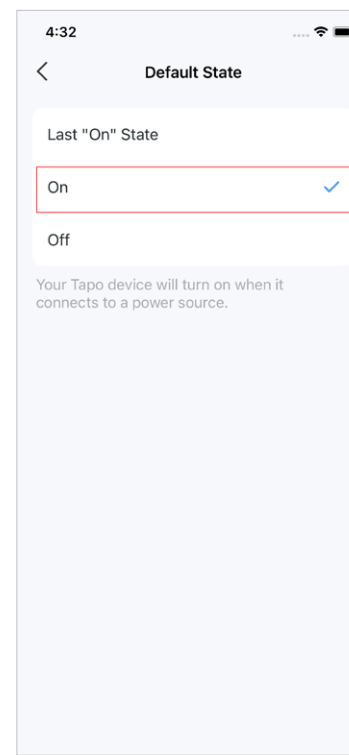 4:32
Default State
Last "On" State
On
Off
Your Tapo device will turn on when it
connects to a power source.